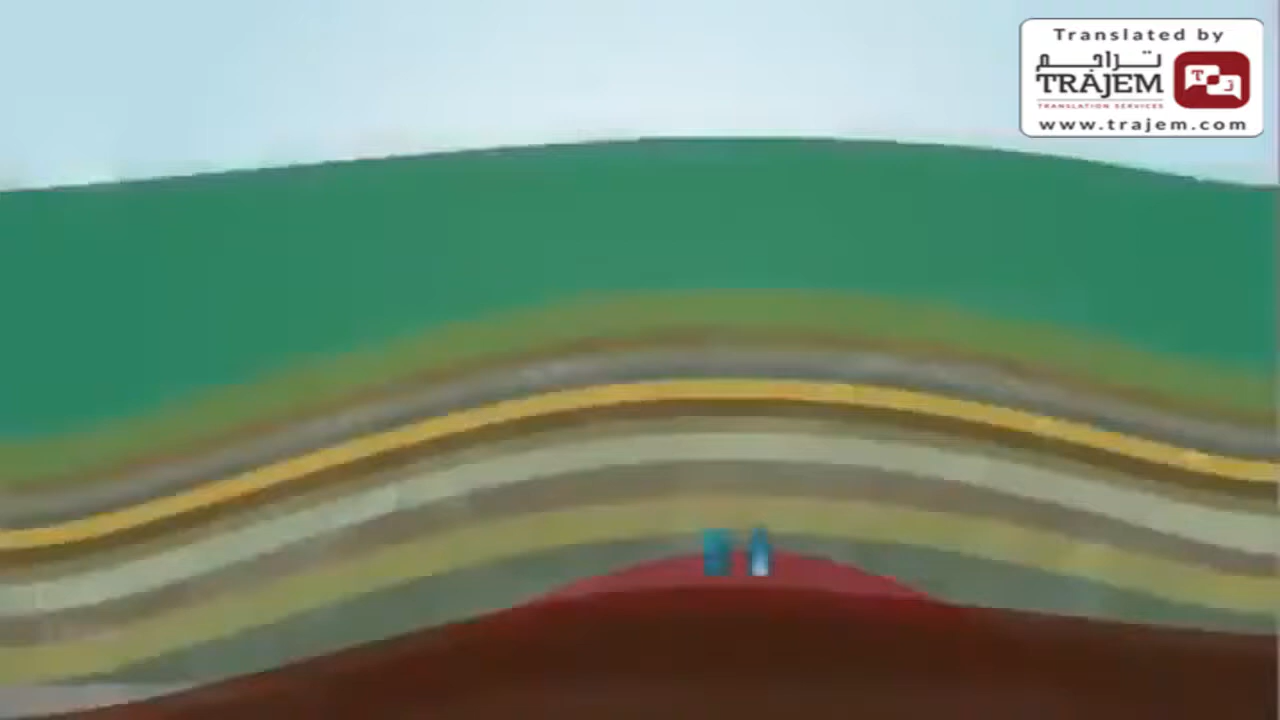 Translated by
تراجم
TRAJEM
TRANSLATION SERVICES
www.trajem.com